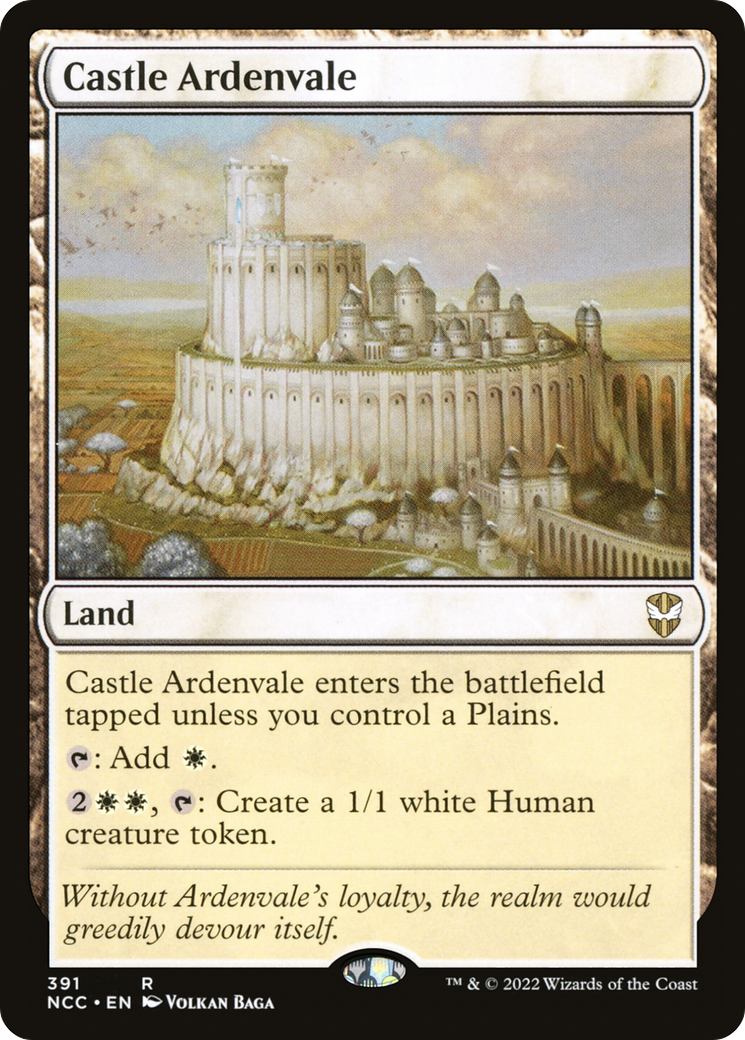 Castle Ardenvale
Land
Castle Ardenvale enters the battlefield
tapped unless you control a Plains.
: Add .
2, : Create a 1/1 white Human
creature token.
Without Ardenvale's loyalty, the realm would
greedily devour itself.
391 R
NCC • EN Volkan Baga
™ & © 2022 Wizards of the Coast